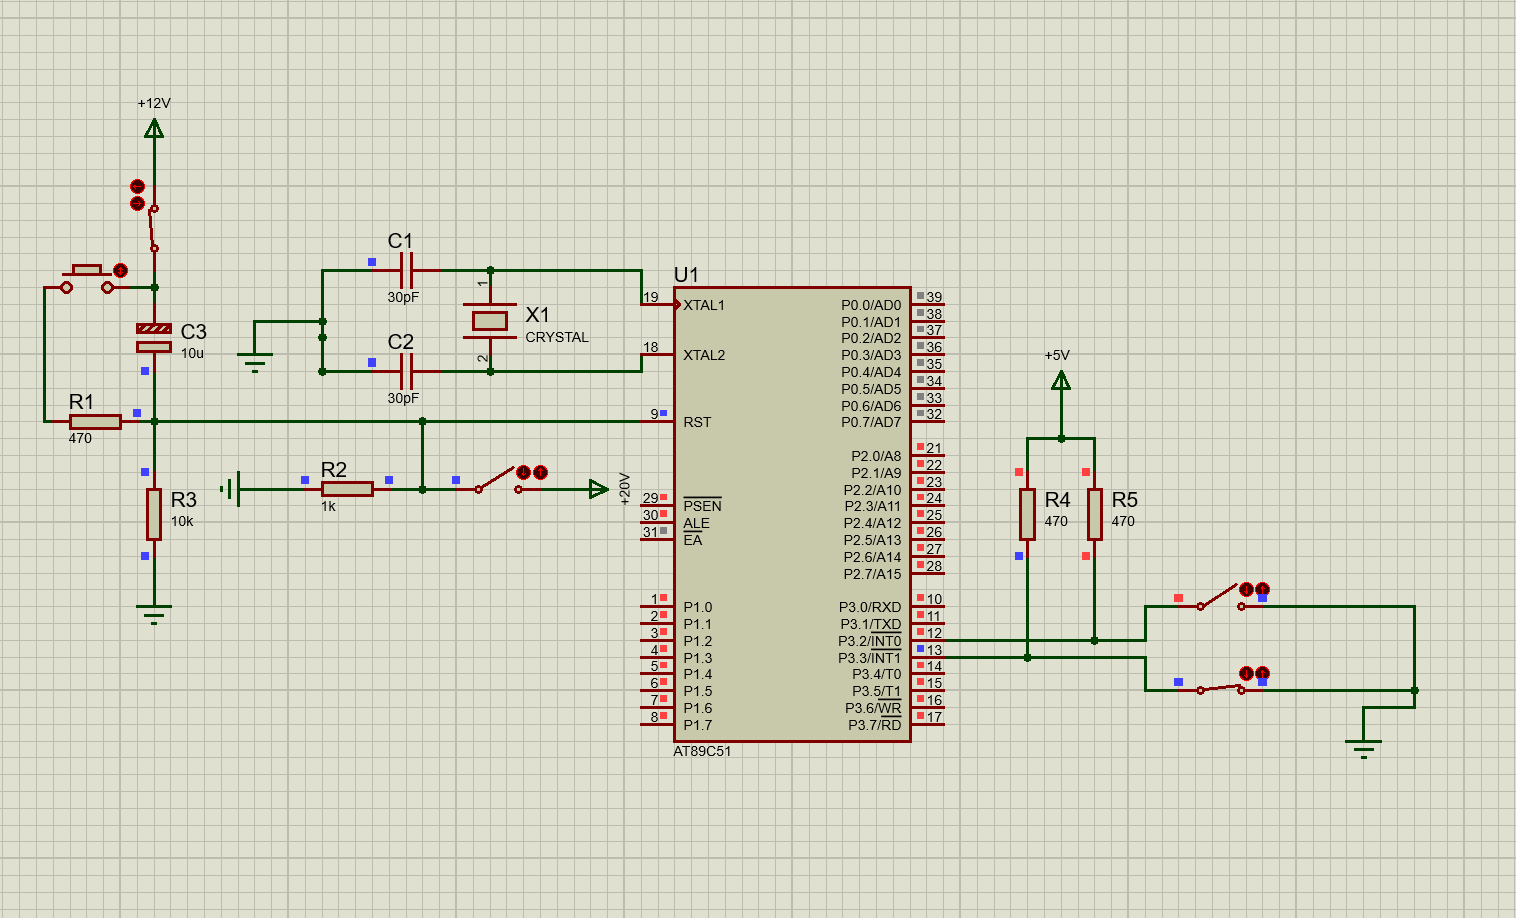 +12V
C1
30pF
C2
30pF
1
X1
CRYSTAL
2
C3
10u
R1
470
R2
1k
+20V
R3
10k
U1
19 XTAL1
18 XTAL2
9 RST
29 PSEN
30 ALE
31 EA
1 P1.0
2 P1.1
3 P1.2
4 P1.3
5 P1.4
6 P1.5
7 P1.6
8 P1.7
P0.0/AD0 39
P0.1/AD1 38
P0.2/AD2 37
P0.3/AD3 36
P0.4/AD4 35
P0.5/AD5 34
P0.6/AD6 33
P0.7/AD7 32
P2.0/A8 21
P2.1/A9 22
P2.2/A10 23
P2.3/A11 24
P2.4/A12 25
P2.5/A13 26
P2.6/A14 27
P2.7/A15 28
P3.0/RXD 10
P3.1/TXD 11
P3.2/INT0 12
P3.3/INT1 13
P3.4/T0 14
P3.5/T1 15
P3.6/WR 16
P3.7/RD 17
AT89C51
+5V
R4
470
R5
470